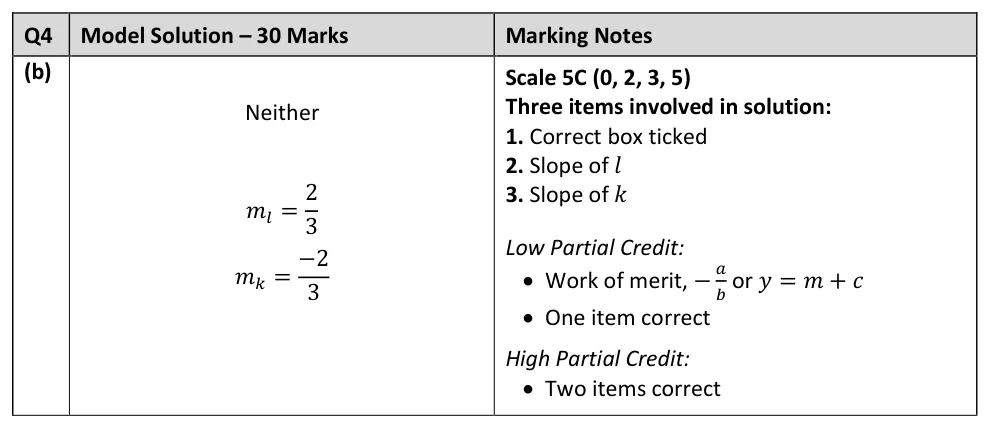 Q4 Model Solution – 30 Marks Marking Notes
(b)
Neither
m_l = 2/3
m_k = −2/3
Scale 5C (0, 2, 3, 5)
Three items involved in solution:
1. Correct box ticked
2. Slope of l
3. Slope of k
Low Partial Credit:
• Work of merit, − a/b or y = m + c
• One item correct
High Partial Credit:
• Two items correct